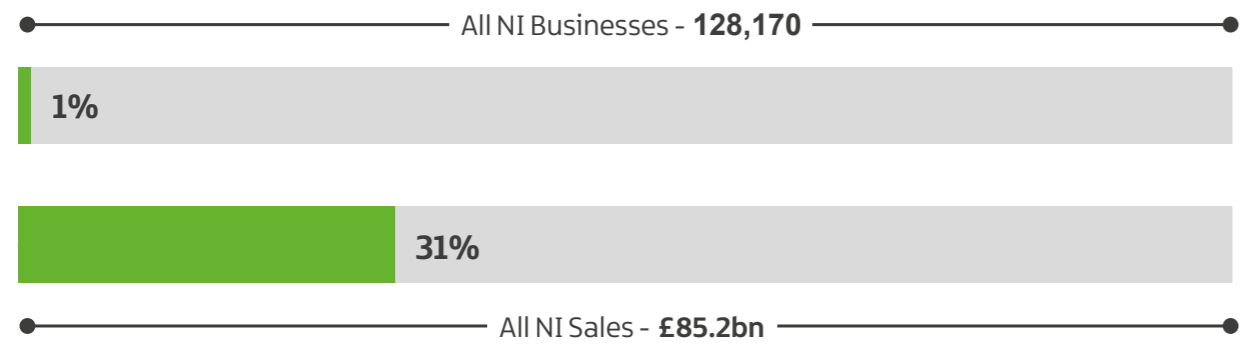 All NI Businesses - 128,170
1%
31%
All NI Sales - £85.2bn